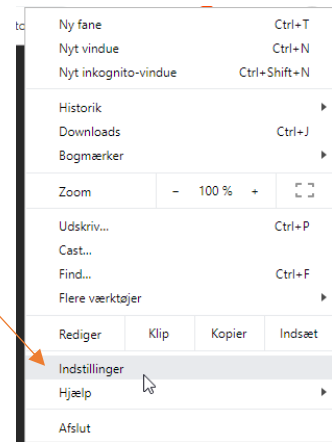 Ny fane Ctrl+T
Nyt vindue Ctrl+N
Nyt inkognito-vindue Ctrl+Shift+N
Historik
Downloads Ctrl+J
Bogmærker
Zoom - 100 % +
Udskriv... Ctrl+P
Cast...
Find... Ctrl+F
Flere værktøjer
Rediger Klip Kopier Indsæt
Indstillinger
Hjælp
Afslut